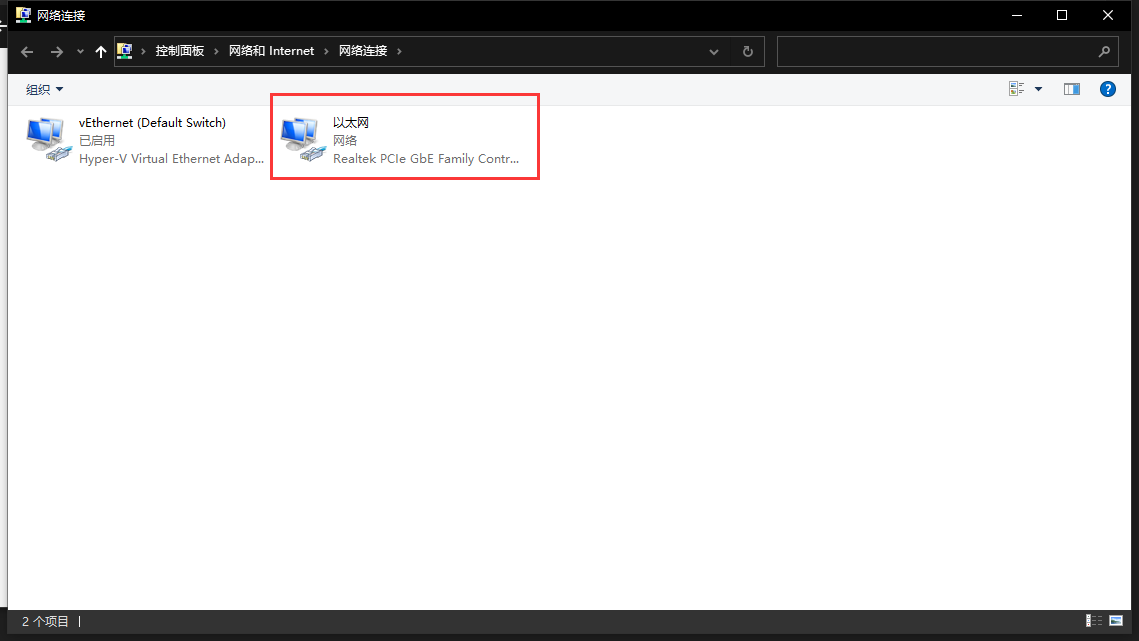 网络连接
控制面板 网络和 Internet 网络连接
组织
vEthernet (Default Switch)
已启用
Hyper-V Virtual Ethernet Adap...
以太网
网络
Realtek PCIe GbE Family Contr...
2 个项目